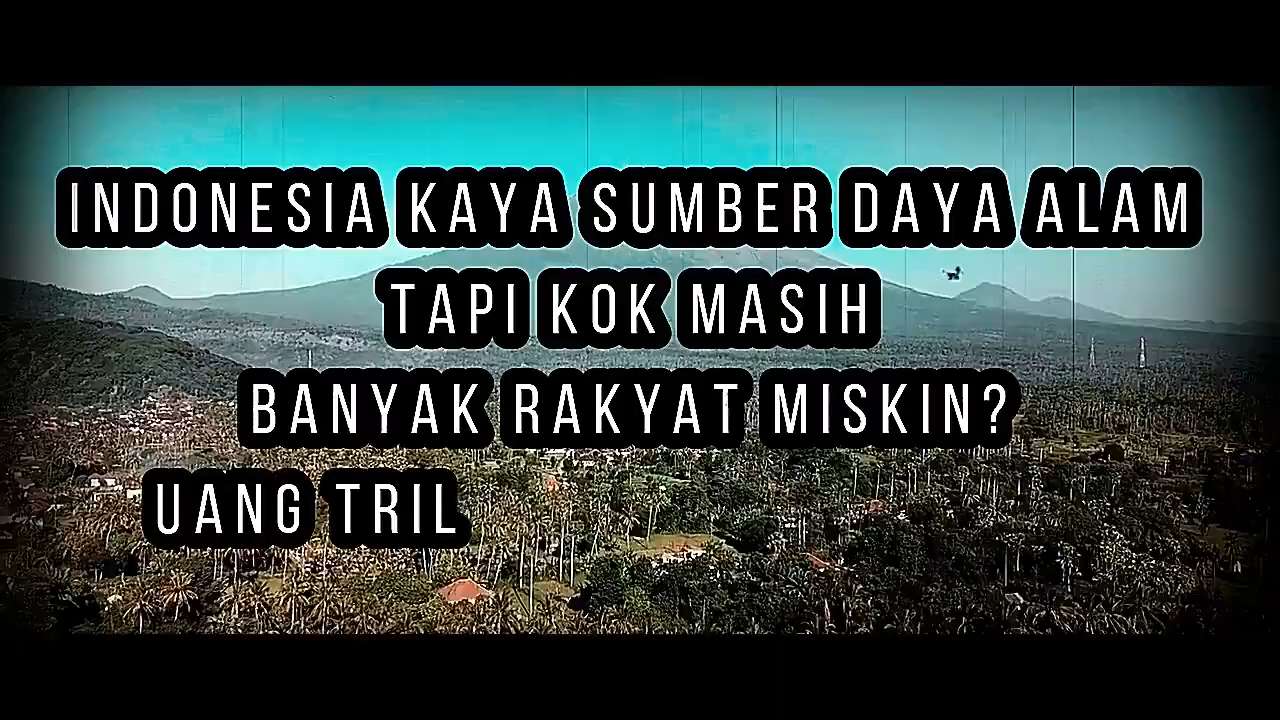 INDONESIA KAYA SUMBER DAYA ALAM
TAPI KOK MASIH
BANYAK RAKYAT MISKIN?
UANG TRIL